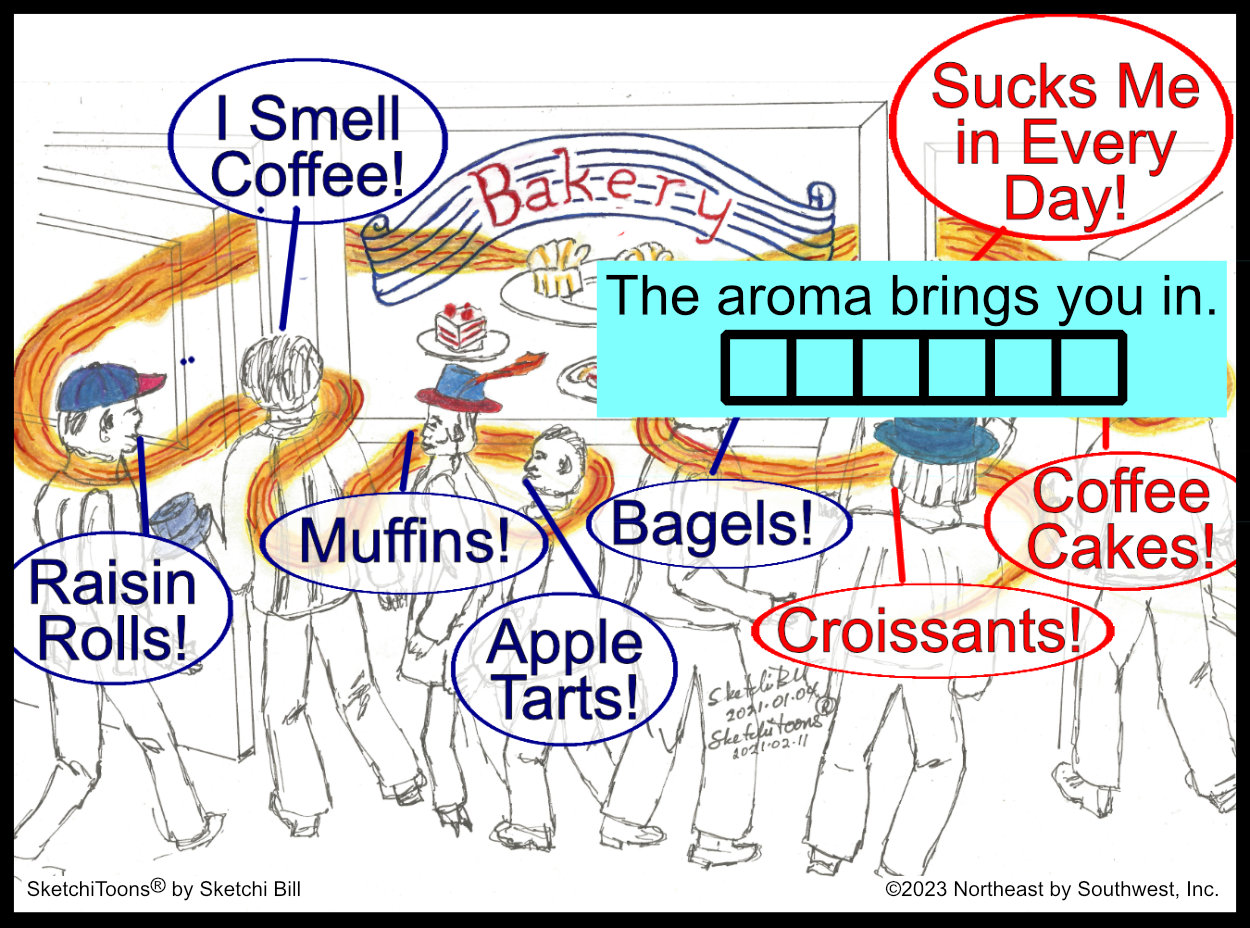 I Smell
Coffee!
Sucks Me
in Every
Day!
Bakery
The aroma brings you in.
Raisin
Rolls!
Muffins!
Apple
Tarts!
Bagels!
Croissants!
Coffee
Cakes!
Sketchi Bill
2021.01.04
SketchiToons®
2021-02-11
SketchiToons® by Sketchi Bill
©2023 Northeast by Southwest, Inc.